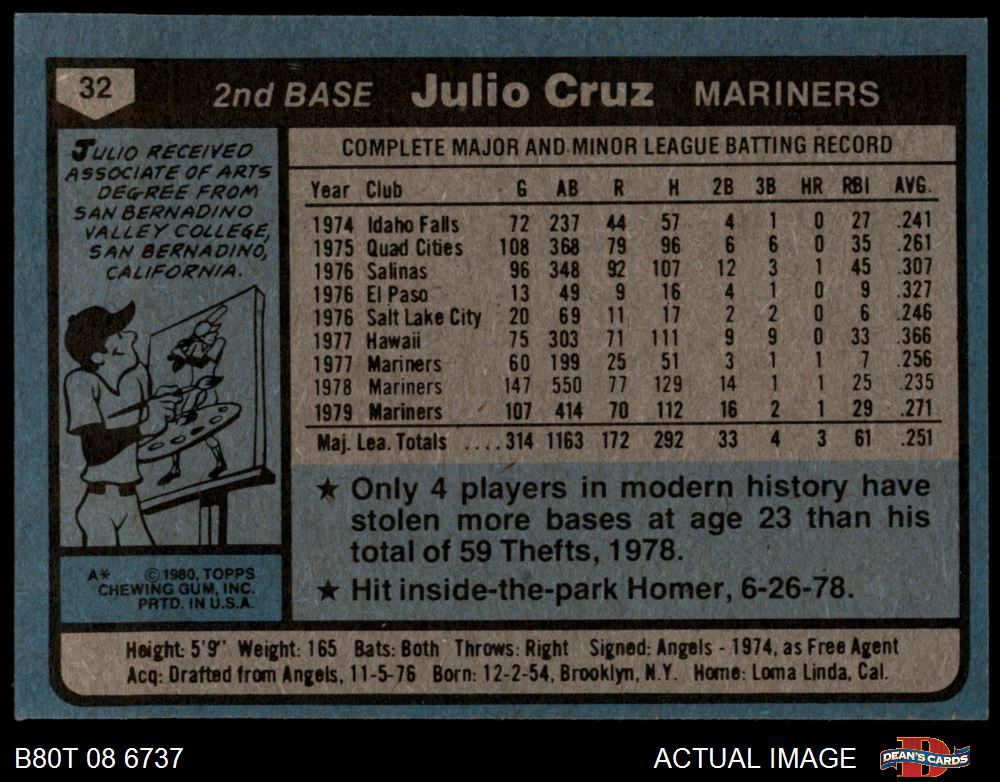 32
2nd BASE Julio Cruz MARINERS
JULIO RECEIVED
ASSOCIATE OF ARTS
DEGREE FROM
SAN BERNADINO
VALLEY COLLEGE,
SAN BERNADINO,
CALIFORNIA.
A* © 1980, TOPPS
CHEWING GUM, INC.
PRTD. IN U.S.A.
COMPLETE MAJOR AND MINOR LEAGUE BATTING RECORD
Year Club G AB R H 2B 3B HR RBI AVG.
1974 Idaho Falls 72 237 44 57 4 1 0 27 .241
1975 Quad Cities 108 368 79 96 6 6 0 35 .261
1976 Salinas 96 348 92 107 12 3 1 45 .307
1976 El Paso 13 49 9 16 4 1 0 9 .327
1976 Salt Lake City 20 69 11 17 2 2 0 6 .246
1977 Hawaii 75 303 71 111 9 9 0 33 .366
1977 Mariners 60 199 25 51 3 1 1 7 .256
1978 Mariners 147 550 77 129 14 1 1 25 .235
1979 Mariners 107 414 70 112 16 2 1 29 .271
Maj. Lea. Totals ....314 1163 172 292 33 4 3 61 .251
★ Only 4 players in modern history have
stolen more bases at age 23 than his
total of 59 Thefts, 1978.
★ Hit inside-the-park Homer, 6-26-78.
Height: 5'9" Weight: 165 Bats: Both Throws: Right Signed: Angels - 1974, as Free Agent
Acq: Drafted from Angels, 11-5-76 Born: 12-2-54, Brooklyn, N.Y. Home: Loma Linda, Cal.
B80T 08 6737 ACTUAL IMAGE DEAN'S CARDS